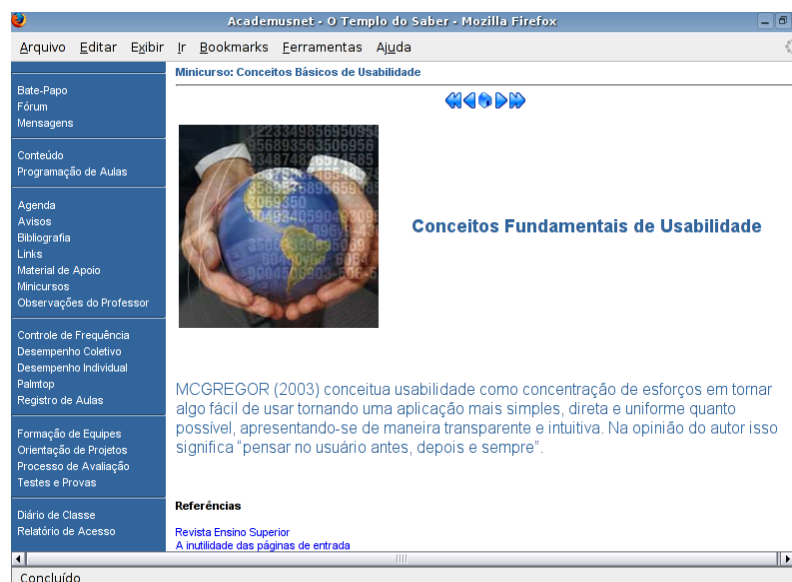 Academusnet - O Templo do Saber - Mozilla Firefox
Arquivo Editar Exibir Ir Bookmarks Ferramentas Ajuda
Bate-Papo
Fórum
Mensagens
Conteúdo
Programação de Aulas
Agenda
Avisos
Bibliografia
Links
Material de Apoio
Minicursos
Observações do Professor
Controle de Frequência
Desempenho Coletivo
Desempenho Individual
Palmtop
Registro de Aulas
Formação de Equipes
Orientação de Projetos
Processo de Avaliação
Testes e Provas
Diário de Classe
Relatório de Acesso
Minicurso: Conceitos Básicos de Usabilidade
Conceitos Fundamentais de Usabilidade
MCGREGOR (2003) conceitua usabilidade como concentração de esforços em tornar
algo fácil de usar tornando uma aplicação mais simples, direta e uniforme quanto
possível, apresentando-se de maneira transparente e intuitiva. Na opinião do autor isso
significa “pensar no usuário antes, depois e sempre”.
Referências
Revista Ensino Superior
A inutilidade das páginas de entrada
Concluído